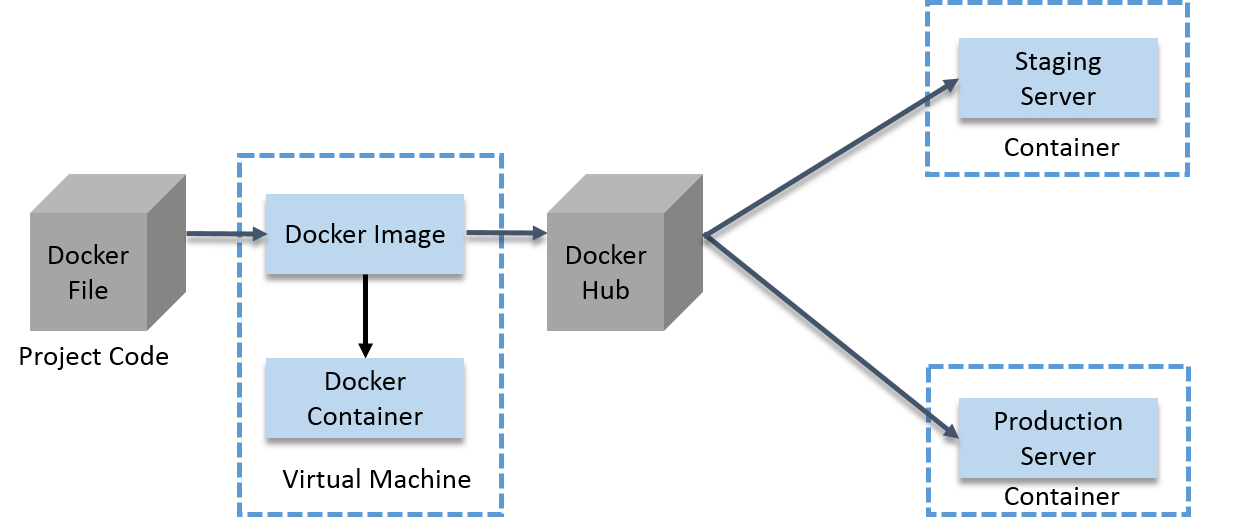 Docker
File
Project Code
Docker Image
Docker
Container
Virtual Machine
Docker
Hub
Staging
Server
Container
Production
Server
Container